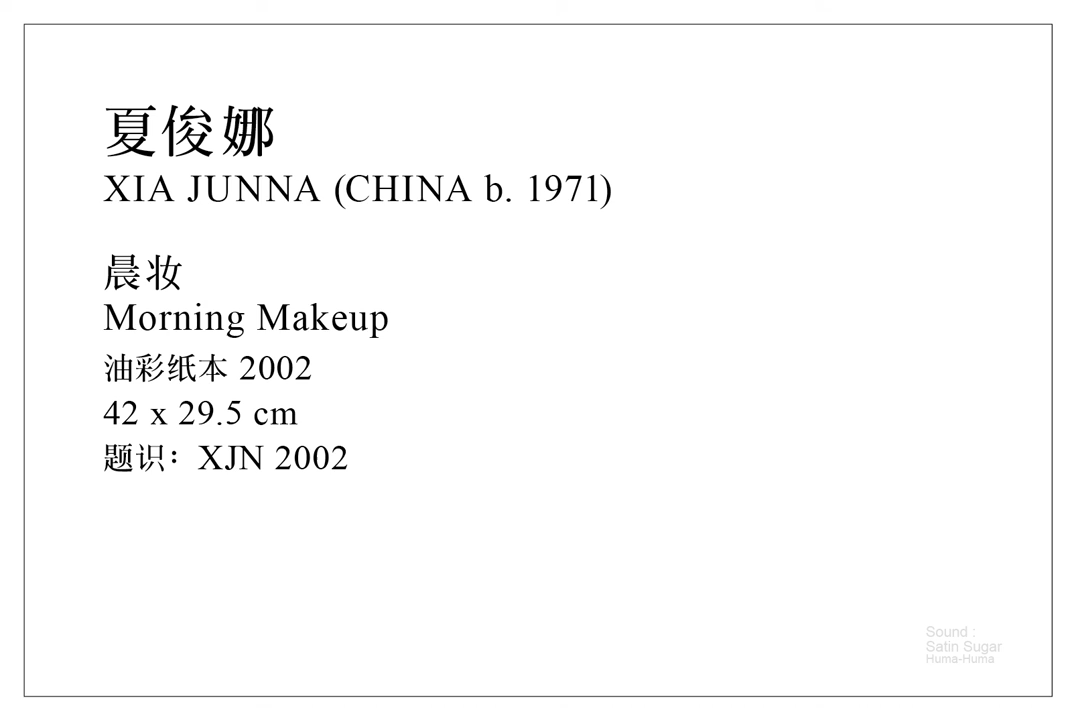 夏俊娜
XIA JUNNA (CHINA b. 1971)
晨妆
Morning Makeup
油彩纸本 2002
42 x 29.5 cm
题识：XJN 2002
Sound :
Satin Sugar
Huma-Huma